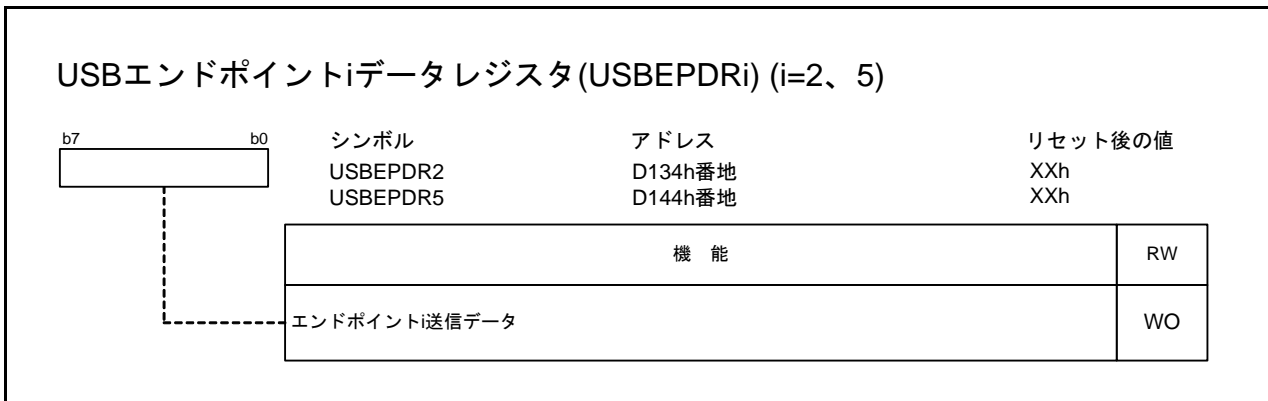 USBエンドポイントiデータレジスタ(USBEPDRi) (i=2、5)
b7 b0 シンボル アドレス リセット後の値
USBEPDR2 D134h番地 XXh
USBEPDR5 D144h番地 XXh
機 能 RW
エンドポイントi送信データ WO